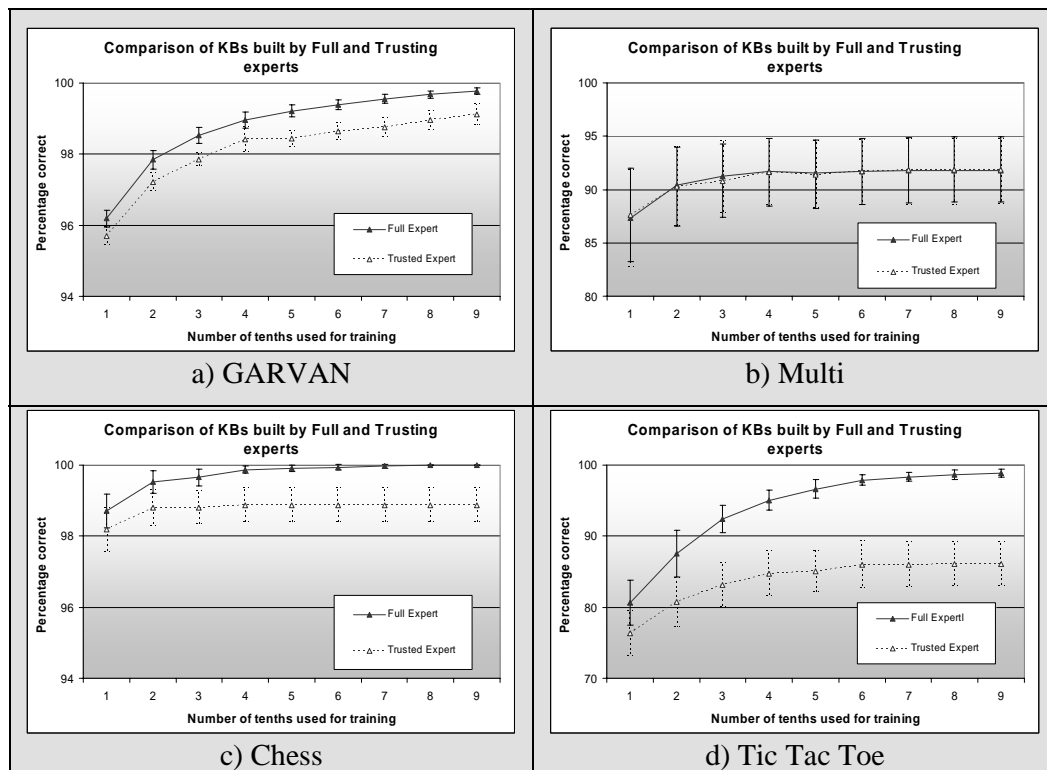 Comparison of KBs built by Full and Trusting
experts
Percentage correct
100
98
96
94
Full Expert
Trusted Expert
1 2 3 4 5 6 7 8 9
Number of tenths used for training
a) GARVAN
Comparison of KBs built by Full and Trusting
experts
Percentage correct
100
95
90
85
80
Full Expert
Trusted Expert
1 2 3 4 5 6 7 8 9
Number of tenths used for training
b) Multi
Comparison of KBs built by Full and Trusting
experts
Percentage correct
100
98
96
94
Full Expert
Trusted Expert
1 2 3 4 5 6 7 8 9
Number of tenths used for training
c) Chess
Comparison of KBs built by Full and Trusting
experts
Percentage correct
100
90
80
70
Full Expertl
Trusted Expert
1 2 3 4 5 6 7 8 9
Number of tenths used for training
d) Tic Tac Toe